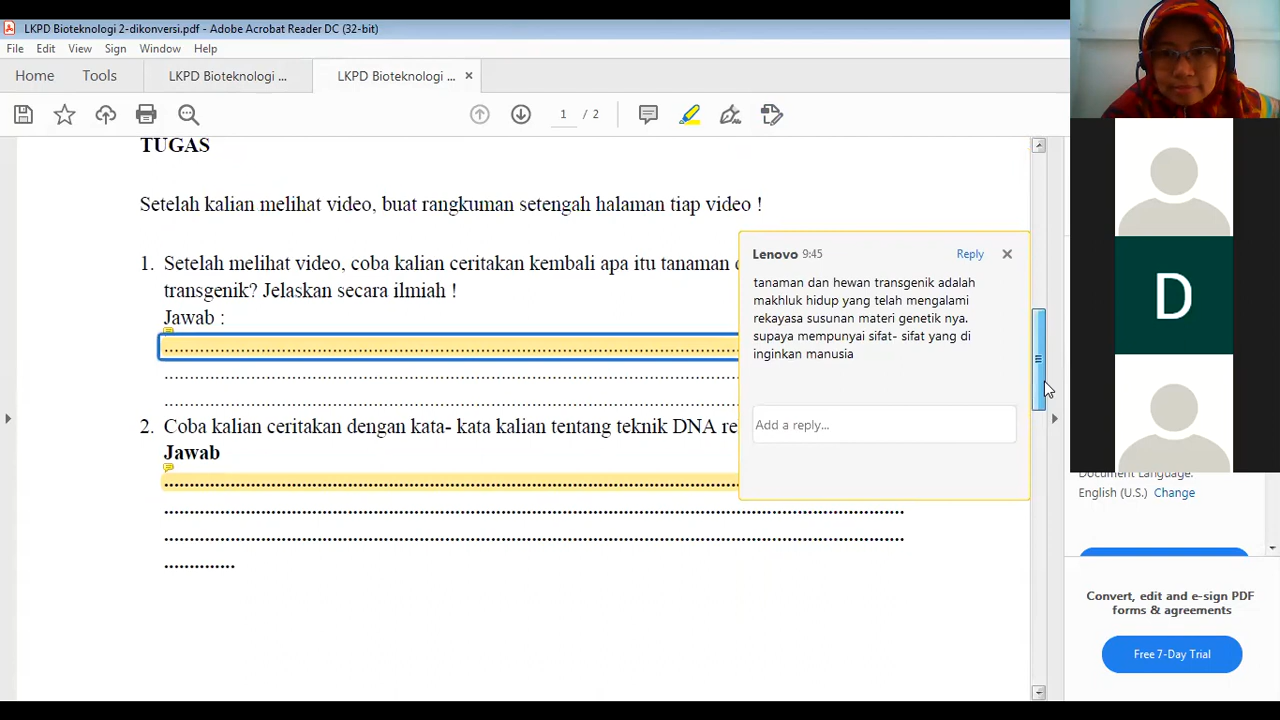 LKPD Bioteknologi 2-dikonversi.pdf - Adobe Acrobat Reader DC (32-bit)
File Edit View Sign Window Help
Home Tools LKPD Bioteknologi ... LKPD Bioteknologi ... ×
1 / 2
TUGAS
Setelah kalian melihat video, buat rangkuman setengah halaman tiap video !
1. Setelah melihat video, coba kalian ceritakan kembali apa itu tanaman
transgenik? Jelaskan secara ilmiah !
Jawab :
2. Coba kalian ceritakan dengan kata- kata kalian tentang teknik DNA
Jawab
Lenovo 9:45 Reply
tanaman dan hewan transgenik adalah
makhluk hidup yang telah mengalami
rekayasa susunan materi genetik nya.
supaya mempunyai sifat- sifat yang di
inginkan manusia
Add a reply...
D
Document Language:
English (U.S.) Change
Convert, edit and e-sign PDF
forms & agreements
Free 7-Day Trial